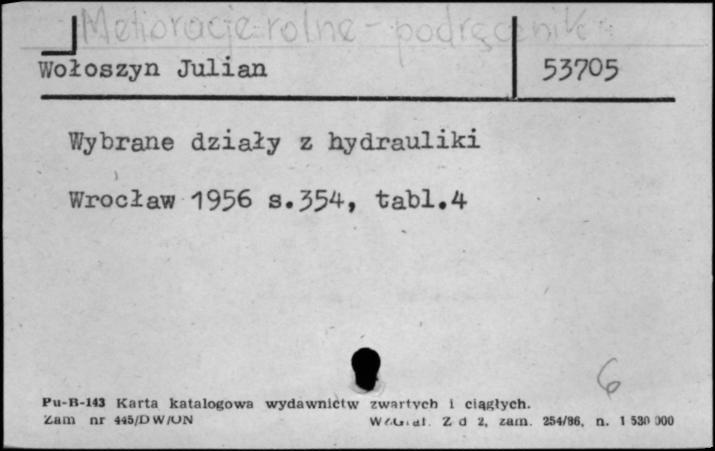 Melioracje rolne - podręcznik
Wołoszyn Julian 53705
Wybrane działy z hydrauliki
Wrocław 1956 s.354, tabl.4
6
Pu-B-143 Karta katalogowa wydawnictw zwartych i ciągłych.
Zam nr 445/DW/UN Z d 2, zam. 254/86, n. 1 530 000